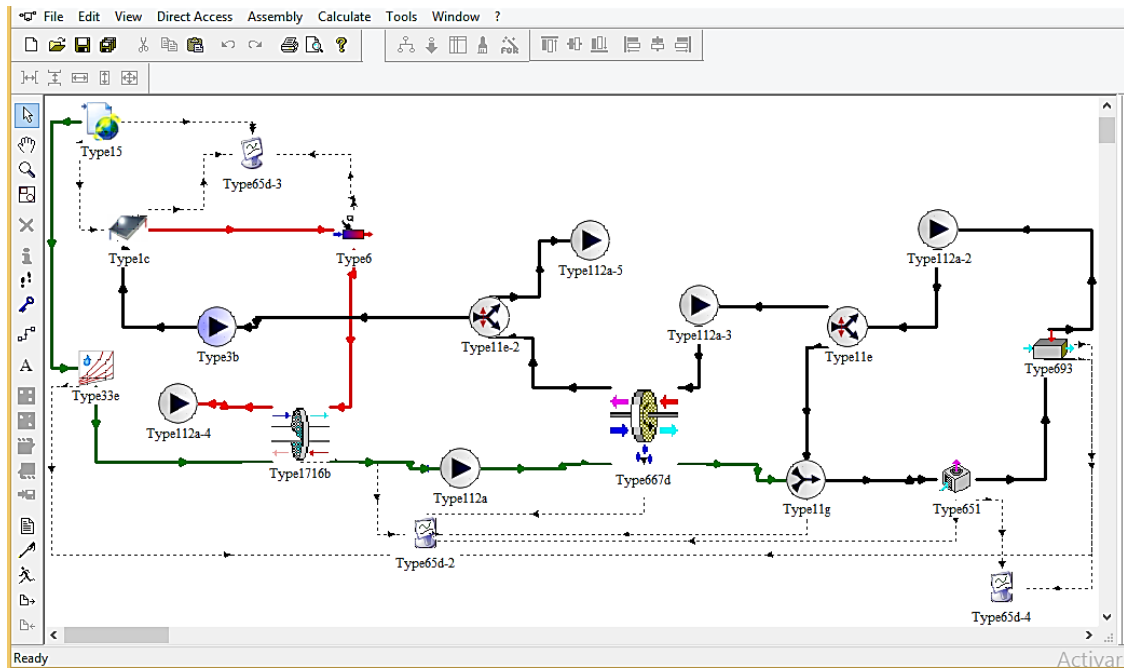 File Edit View Direct Access Assembly Calculate Tools Window ?
FOR
Type15
Type65d-3
Type1c
Type6
Type112a-5
Type112a-2
Type3b
Type11e-2
Type112a-3
Type11e
Type693
Type33e
Type112a-4
Type1716b
Type112a
Type667d
Type11g
Type651
Type65d-2
Type65d-4
A
Ready
Activar